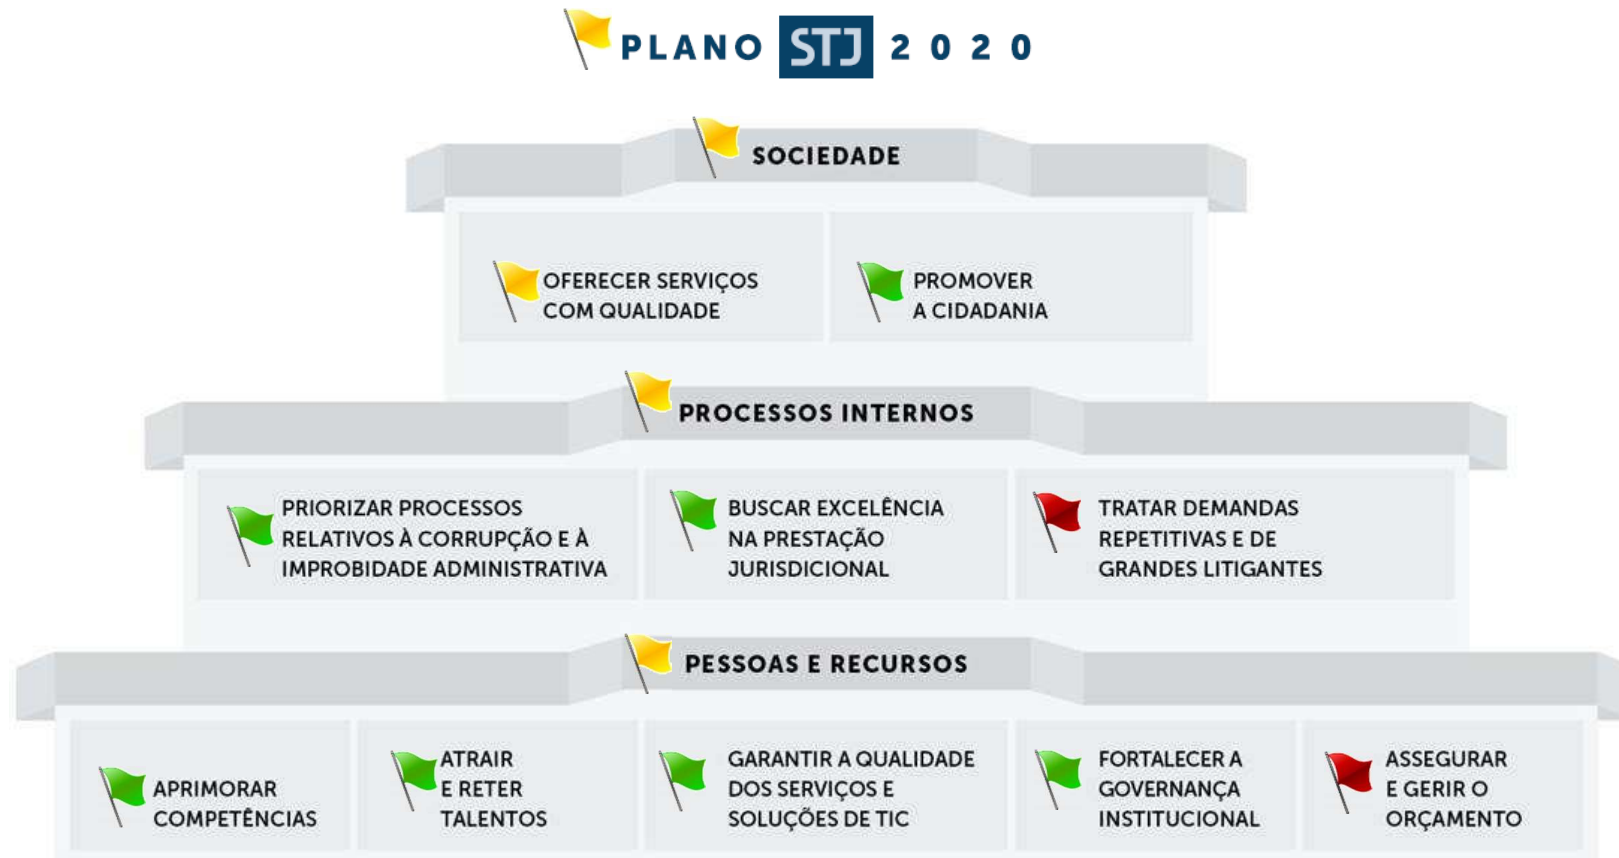 PLANO STJ 2020
SOCIEDADE
OFERECER SERVIÇOS
COM QUALIDADE
PROMOVER
A CIDADANIA
PROCESSOS INTERNOS
PRIORIZAR PROCESSOS
RELATIVOS À CORRUPÇÃO E À
IMPROBIDADE ADMINISTRATIVA
BUSCAR EXCELÊNCIA
NA PRESTAÇÃO
JURISDICIONAL
TRATAR DEMANDAS
REPETITIVAS E DE
GRANDES LITIGANTES
PESSOAS E RECURSOS
APRIMORAR
COMPETÊNCIAS
ATRAIR
E RETER
TALENTOS
GARANTIR A QUALIDADE
DOS SERVIÇOS E
SOLUÇÕES DE TIC
FORTALECER A
GOVERNANÇA
INSTITUCIONAL
ASSEGURAR
E GERIR O
ORÇAMENTO